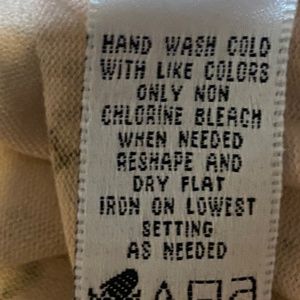 HAND WASH COLD
WITH LIKE COLORS
ONLY NON
CHLORINE BLEACH
WHEN NEEDED
RESHAPE AND
DRY FLAT
IRON ON LOWEST
SETTING
AS NEEDED